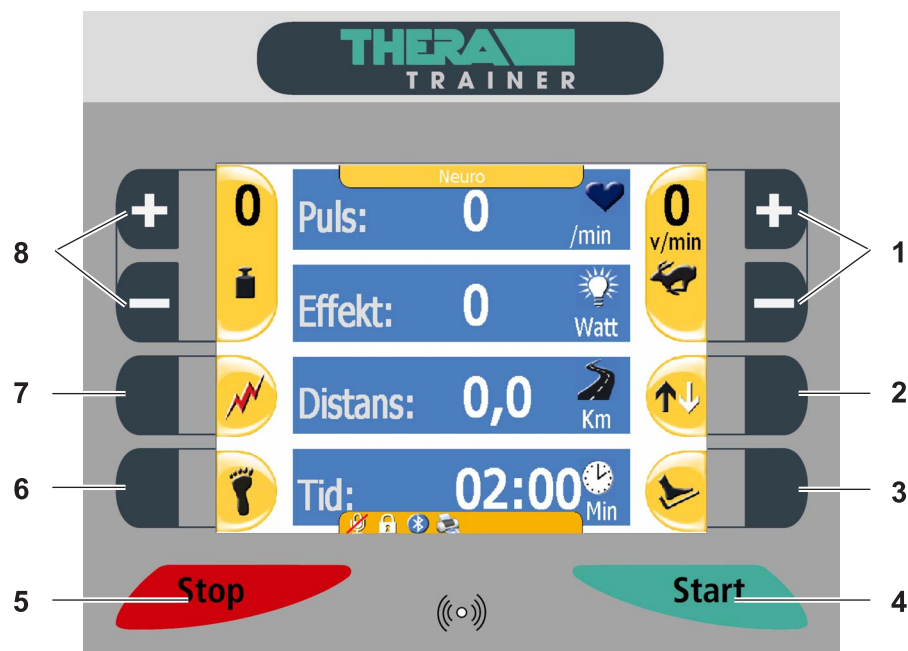 THERA
TRAINER
Neuro
0
Puls: 0 /min
0
v/min
8
1
Effekt: 0 Watt
7
Distans: 0,0 Km
2
6
Tid: 02:00 Min
3
5
Stop
Start
4